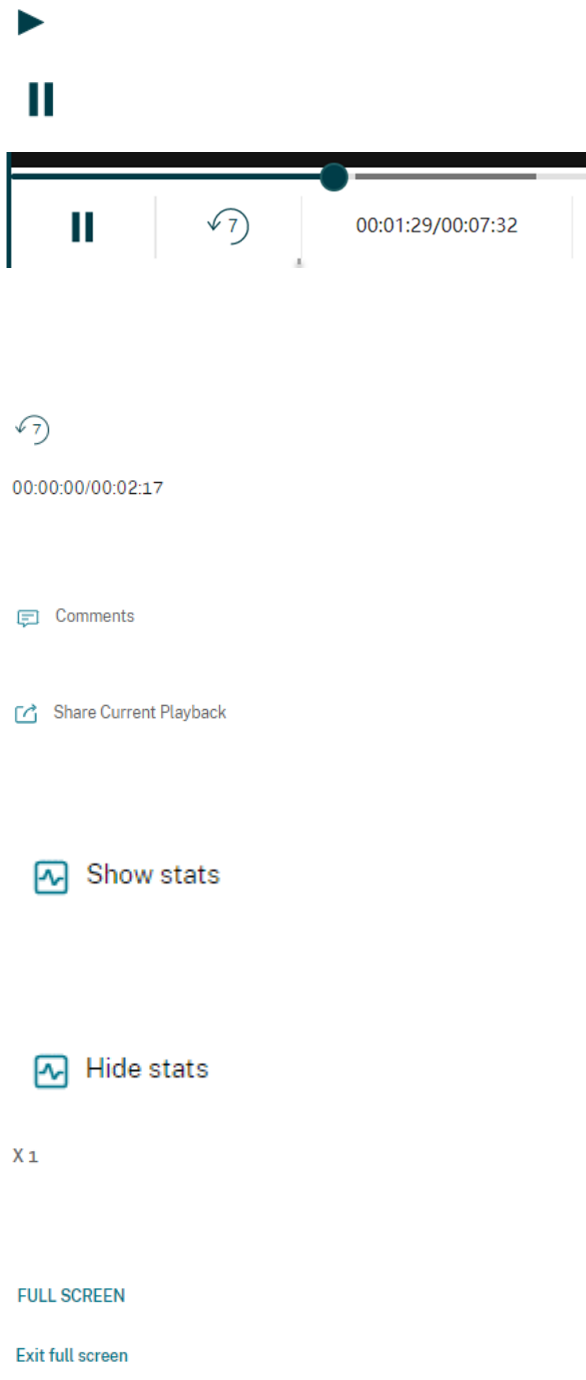 7
00:01:29/00:07:32
7
00:00:00/00:02:17
Comments
Share Current Playback
Show stats
Hide stats
X 1
FULL SCREEN
Exit full screen